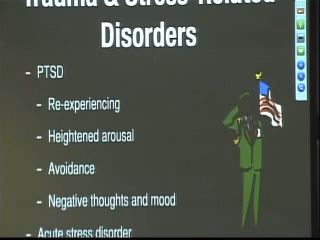 Trauma & Stress-Related
Disorders
- PTSD
- Re-experiencing
- Heightened arousal
- Avoidance
- Negative thoughts and mood
- Acute stress disorder